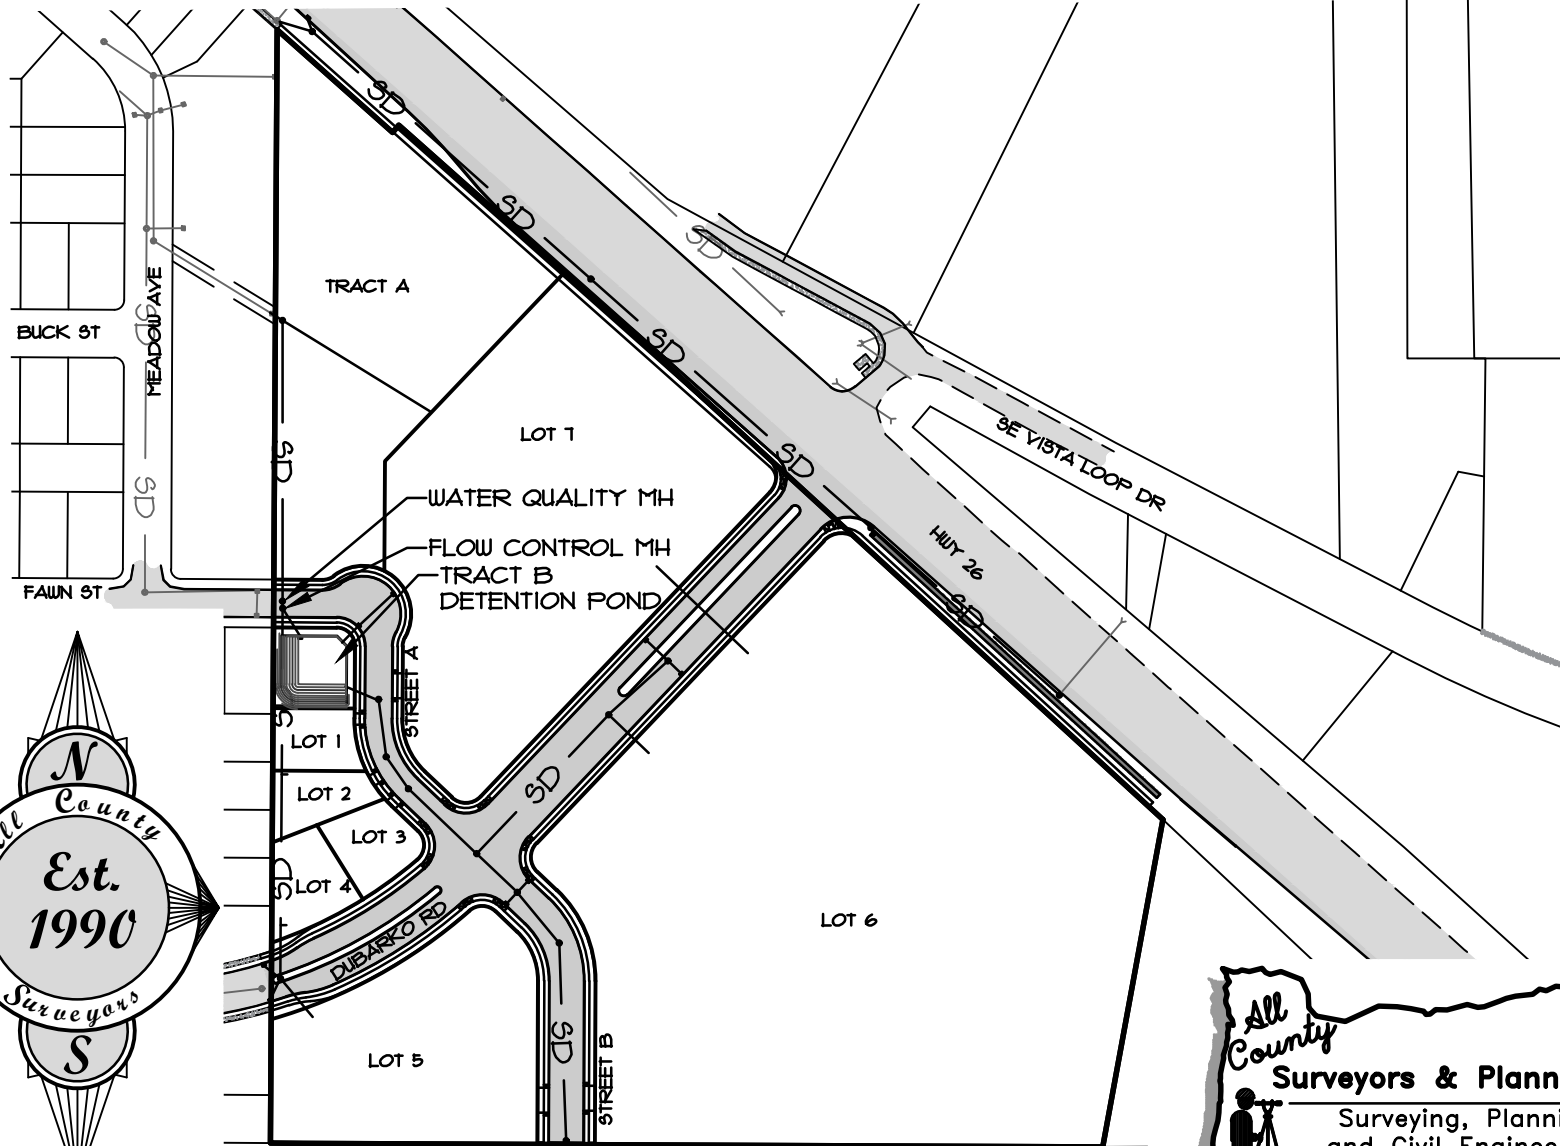 SD
SD
SD
TRACT A
SD
MEADOW AVE
BUCK ST
SD
LOT 7
SE VISTA LOOP DR
SD
SD
SD
WATER QUALITY MH
HWY 26
FLOW CONTROL MH
TRACT B
DETENTION POND
FAWN ST
SD
STREET A
LOT 1
LOT 2
SD
LOT 3
SD
LOT 4
LOT 6
DUBARKO RD
SD
LOT 5
STREET B
N
County
Est.
1990
Surveyors
S
All
County
Surveyors & Plann
Surveying, Planni
and Civil Enginee